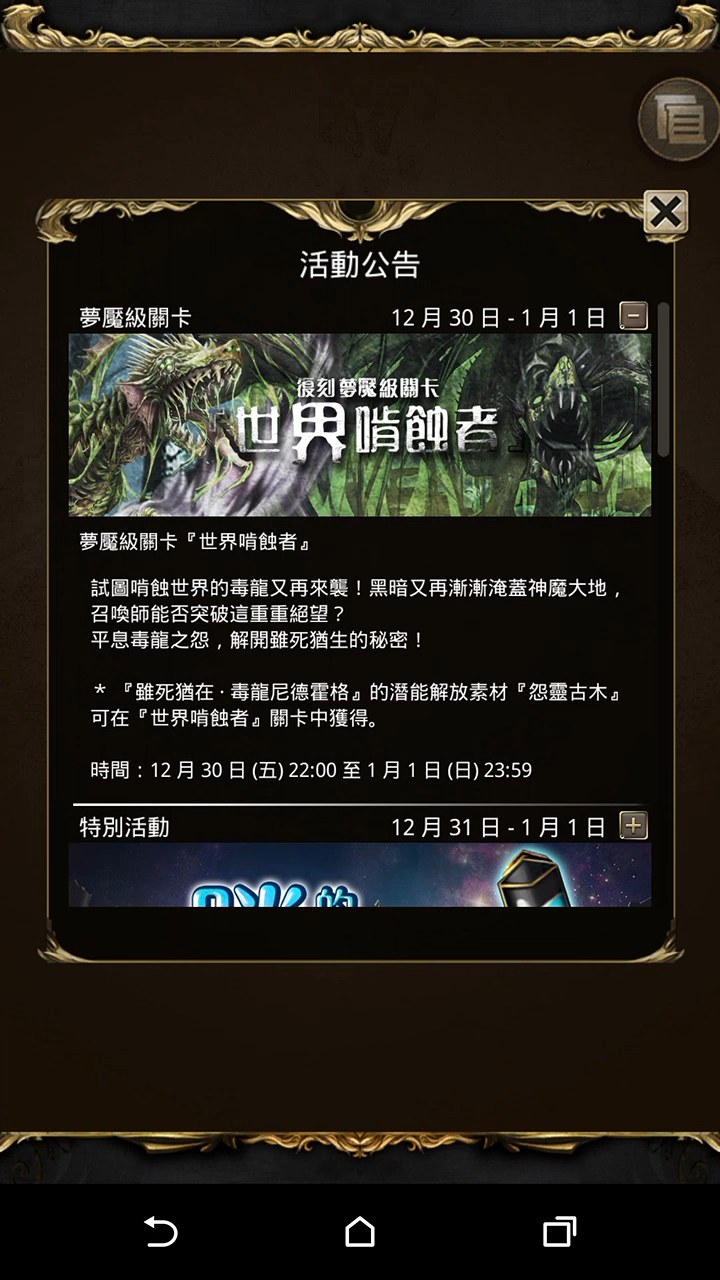 活動公告
夢魘級關卡 12 月 30 日 - 1 月 1 日
復刻夢魘級關卡
「世界啃蝕者」
夢魘級關卡『世界啃蝕者』
試圖啃蝕世界的毒龍又再來襲！黑暗又再漸漸淹蓋神魔大地，
召喚師能否突破這重重絕望？
平息毒龍之怨，解開雖死猶生的秘密！
* 『雖死猶在 · 毒龍尼德霍格』的潛能解放素材『怨靈古木』
可在『世界啃蝕者』關卡中獲得。
時間：12 月 30 日 (五) 22:00 至 1 月 1 日 (日) 23:59
特別活動 12 月 31 日 - 1 月 1 日